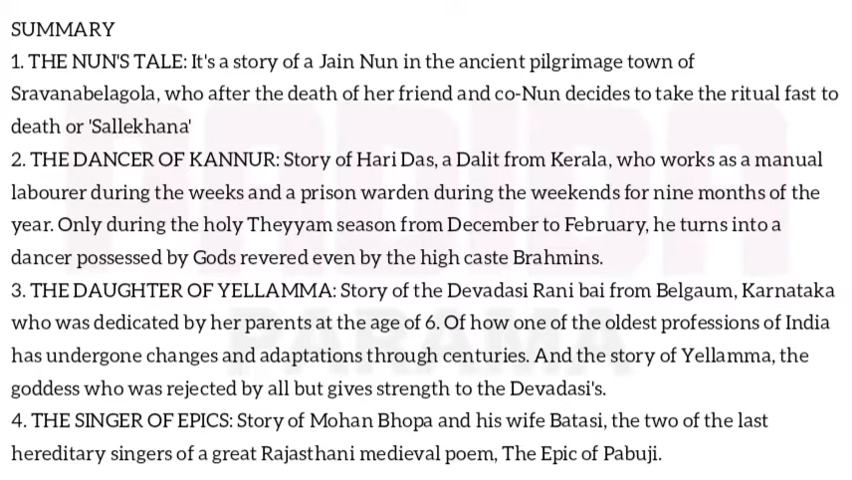 SUMMARY
1. THE NUN'S TALE: It's a story of a Jain Nun in the ancient pilgrimage town of
Sravanabelagola, who after the death of her friend and co-Nun decides to take the ritual fast to
death or 'Sallekhana'
2. THE DANCER OF KANNUR: Story of Hari Das, a Dalit from Kerala, who works as a manual
labourer during the weeks and a prison warden during the weekends for nine months of the
year. Only during the holy Theyyam season from December to February, he turns into a
dancer possessed by Gods revered even by the high caste Brahmins.
3. THE DAUGHTER OF YELLAMMA: Story of the Devadasi Rani bai from Belgaum, Karnataka
who was dedicated by her parents at the age of 6. Of how one of the oldest professions of India
has undergone changes and adaptations through centuries. And the story of Yellamma, the
goddess who was rejected by all but gives strength to the Devadasi's.
4. THE SINGER OF EPICS: Story of Mohan Bhopa and his wife Batasi, the two of the last
hereditary singers of a great Rajasthani medieval poem, The Epic of Pabuji.